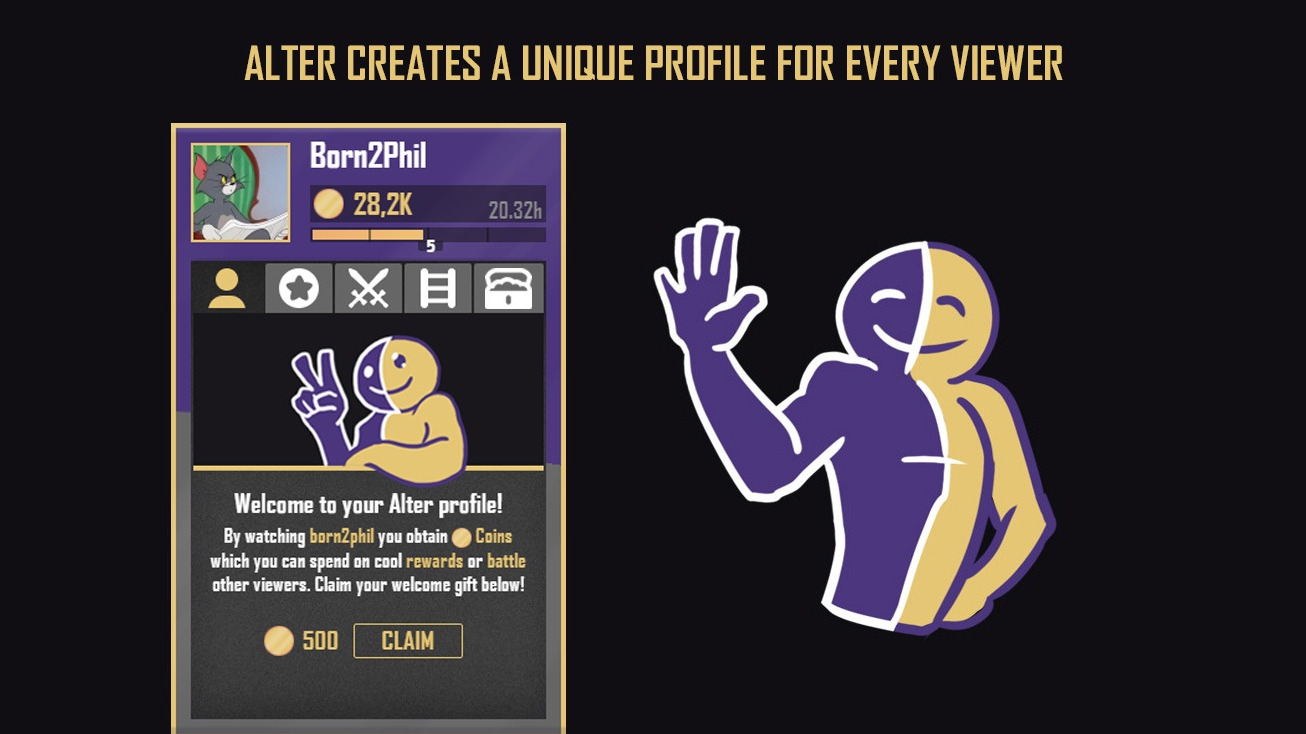 ALTER CREATES A UNIQUE PROFILE FOR EVERY VIEWER
Born2Phil
28,2K
20.32h
5
Welcome to your Alter profile!
By watching born2phil you obtain Coins
which you can spend on cool rewards or battle
other viewers. Claim your welcome gift below!
500 CLAIM